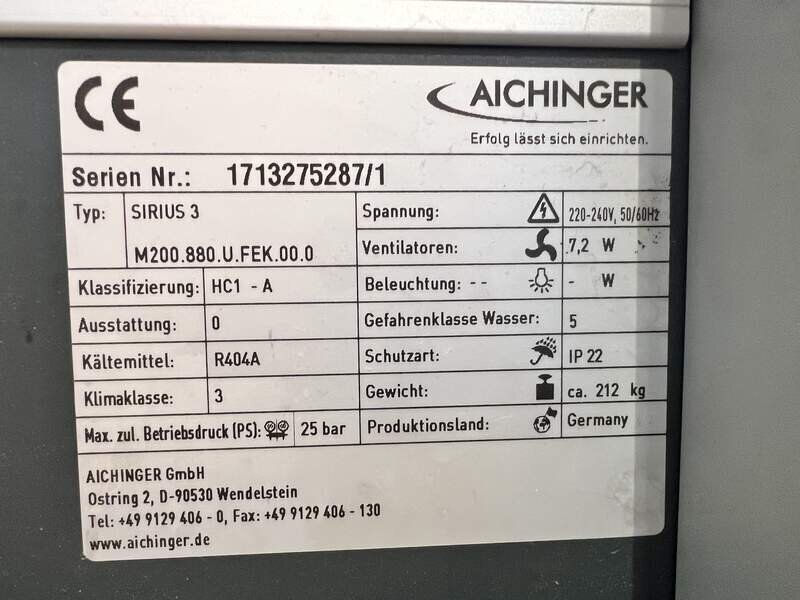 CE
AICHINGER
Erfolg lässt sich einrichten.
Serien Nr.: 1713275287/1
Typ: SIRIUS 3
M200.880.U.FEK.00.0
Klassifizierung: HC1 - A
Ausstattung: 0
Kältemittel: R404A
Klimaklasse: 3
Max. zul. Betriebsdruck (PS): 25 bar
Spannung: 220-240V, 50/60Hz
Ventilatoren: 7,2 W
Beleuchtung: - - - W
Gefahrenklasse Wasser: 5
Schutzart: IP 22
Gewicht: ca. 212 kg
Produktionsland: Germany
AICHINGER GmbH
Ostring 2, D-90530 Wendelstein
Tel: +49 9129 406 - 0, Fax: +49 9129 406 - 130
www.aichinger.de